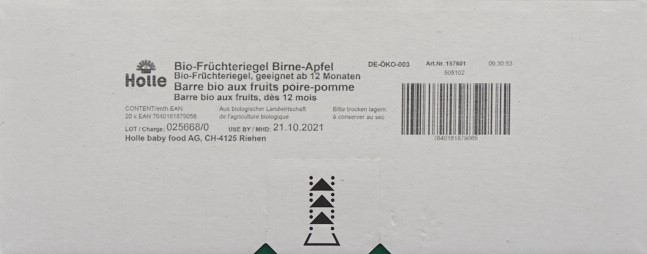 Holle
Bio-Früchteriegel Birne-Apfel
Bio-Früchteriegel, geeignet ab 12 Monaten
Barre bio aux fruits poire-pomme
Barre bio aux fruits, dès 12 mois
DE-ÖKO-003 Art.Nr. 157801 09:30:53
CONTENT/enth.EAN
20 x EAN 7640161879058
Aus biologischer Landwirtschaft
de l'agriculture biologique
Bitte trocken lagern.
à conserver au sec
LOT / Charge: 025668/0 USE BY / MHD: 21.10.2021
Holle baby food AG, CH-4125 Riehen